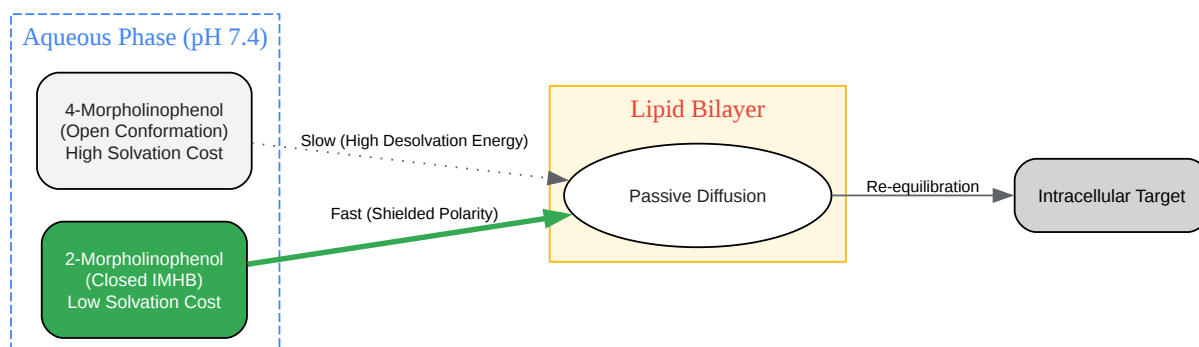 Aqueous Phase (pH 7.4)
4-Morpholinophenol
(Open Conformation)
High Solvation Cost
Slow (High Desolvation Energy)
2-Morpholinophenol
(Closed IMHB)
Low Solvation Cost
Fast (Shielded Polarity)
Lipid Bilayer
Passive Diffusion
Re-equilibration
Intracellular Target